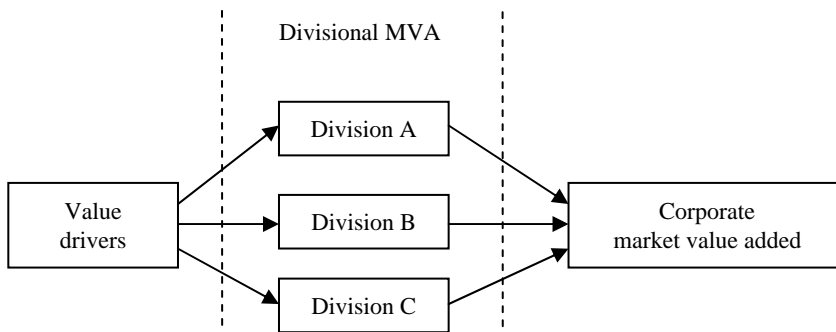 Divisional MVA
Division A
Value
drivers
Division B
Corporate
market value added
Division C